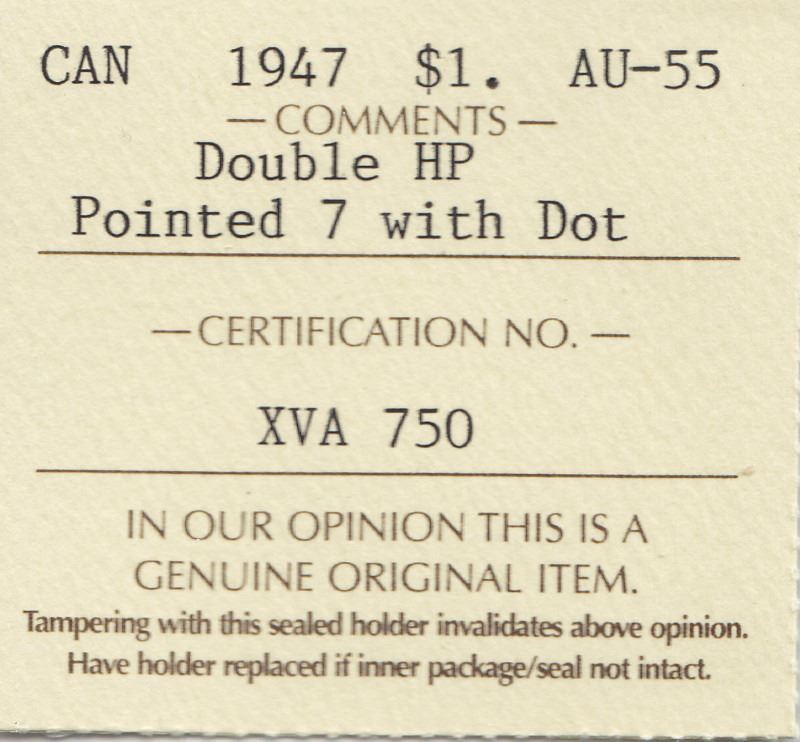 CAN 1947 $1. AU-55
—COMMENTS—
Double HP
Pointed 7 with Dot
—CERTIFICATION NO.—
XVA 750
IN OUR OPINION THIS IS A
GENUINE ORIGINAL ITEM.
Tampering with this sealed holder invalidates above opinion.
Have holder replaced if inner package/seal not intact.